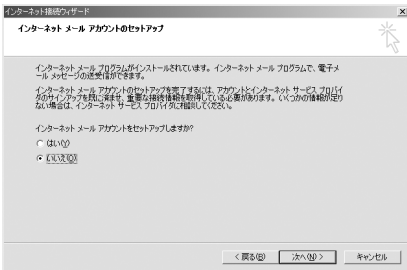 インターネット接続ウィザード
インターネット メール アカウントのセットアップ
インターネット メール プログラムがインストールされています。インターネット メール プログラムで、電子メ
ール メッセージの送受信ができます。
インターネット メール アカウントのセットアップを完了するには、アカウントとインターネット サービス プロバイ
ダのサインアップを既に済ませ、重要な接続情報を取得している必要があります。いくつかの情報が足り
ない場合は、インターネット サービス プロバイダに相談してください。
インターネット メール アカウントをセットアップしますか?
はい(Y)
いいえ(O)
< 戻る(B)
次へ(N) >
キャンセル